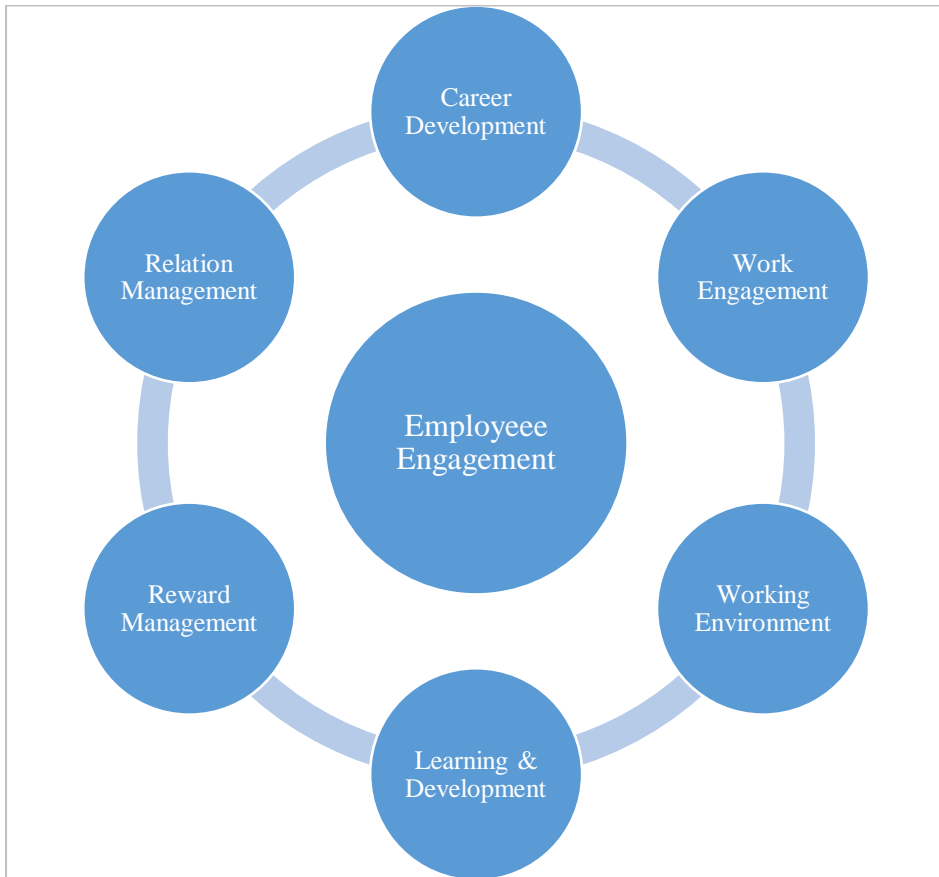 Career
Development
Relation
Management
Work
Engagement
Employeee
Engagement
Reward
Management
Working
Environment
Learning &
Development